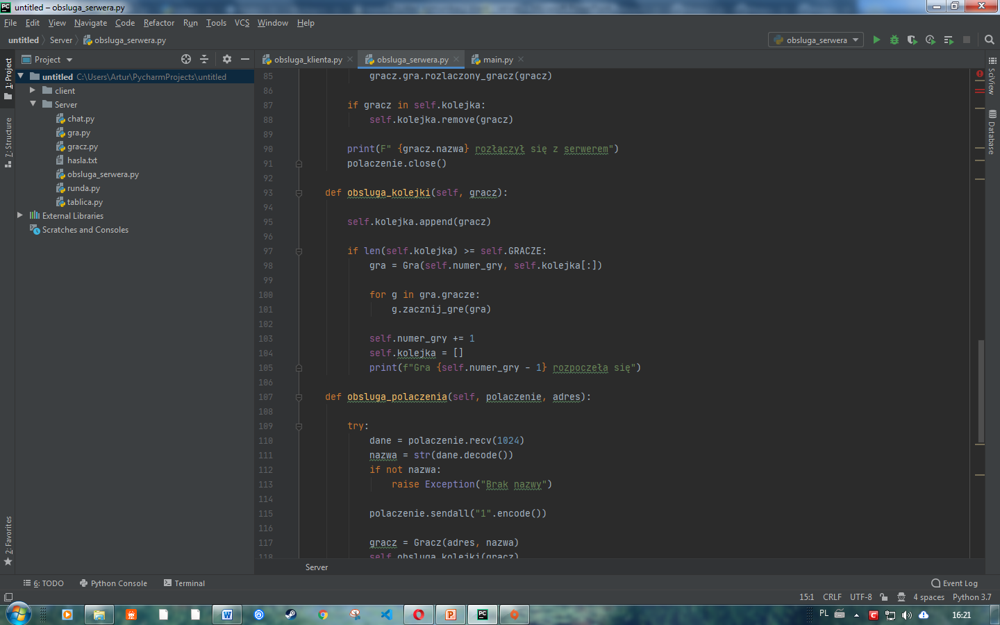 untitled – obsluga_serwera.py
File Edit View Navigate Code Refactor Run Tools VCS Window Help
untitled Server obsluga_serwera.py
obsluga_serwera
Project
obsluga_klienta.py
obsluga_serwera.py
main.py
1: Project
7: Structure
2: Favorites
SciView
Database
untitled C:\Users\Artur\PycharmProjects\untitled
client
Server
chat.py
gra.py
gracz.py
hasla.txt
obsluga_serwera.py
runda.py
tablica.py
External Libraries
Scratches and Consoles
85 gracz.gra.rozlaczony_gracz(gracz)
86
87 if gracz in self.kolejka:
88 self.kolejka.remove(gracz)
89
90 print(F" {gracz.nazwa} rozłączył się z serwerem")
91 polaczenie.close()
92
93 def obsluga_kolejki(self, gracz):
94
95 self.kolejka.append(gracz)
96
97 if len(self.kolejka) >= self.GRACZE:
98 gra = Gra(self.numer_gry, self.kolejka[:])
99
100 for g in gra.gracze:
101 g.zacznij_gre(gra)
102
103 self.numer_gry += 1
104 self.kolejka = []
105 print(f"Gra {self.numer_gry - 1} rozpoczeła się")
106
107 def obsluga_polaczenia(self, polaczenie, adres):
108
109 try:
110 dane = polaczenie.recv(1024)
111 nazwa = str(dane.decode())
112 if not nazwa:
113 raise Exception("Brak nazwy")
114
115 polaczenie.sendall("1".encode())
116
117 gracz = Gracz(adres, nazwa)
118 self.obsluga_kolejki(gracz)
Server
6: TODO Python Console Terminal Event Log
15:1 CRLF UTF-8 4 spaces Python 3.7
PL 16:21